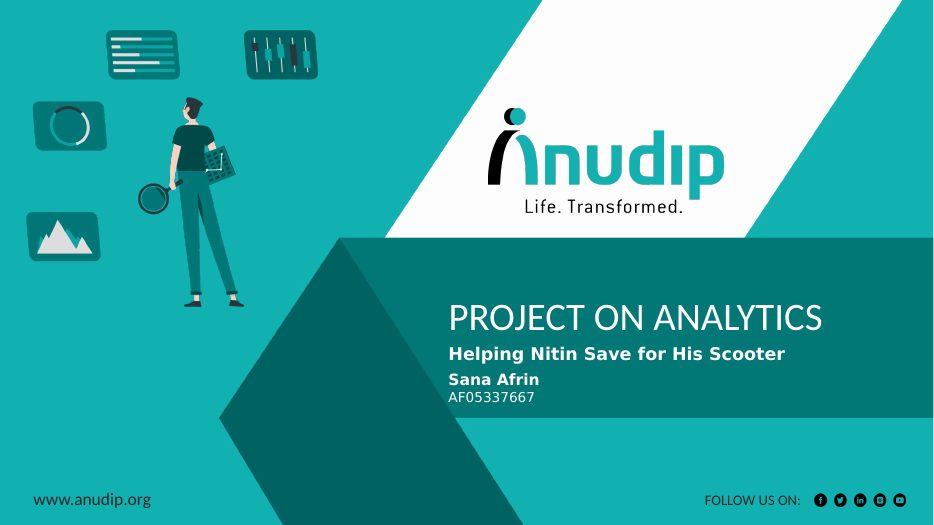 Anudip
Life. Transformed.
PROJECT ON ANALYTICS
Helping Nitin Save for His Scooter
Sana Afrin
AF05337667
www.anudip.org
FOLLOW US ON: